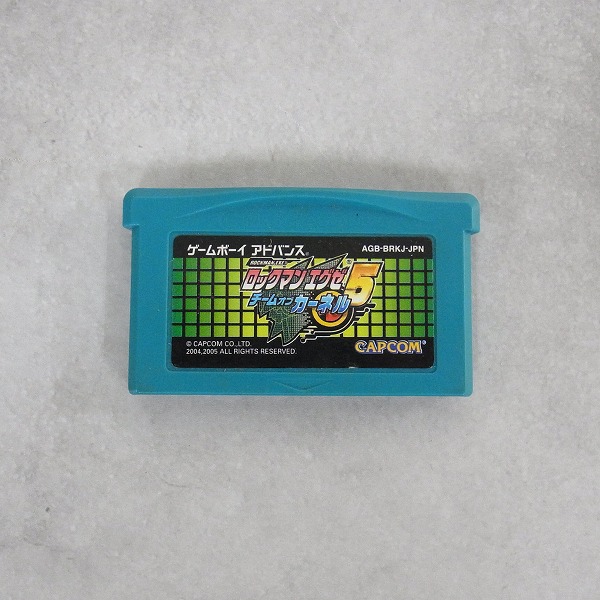 ゲームボーイ アドバンス
AGB-BRKJ-JPN
ROCKMAN.EXE
ロックマン エグゼ 5
チーム オブ カーネル
© CAPCOM CO.,LTD.
2004,2005 ALL RIGHTS RESERVED.
CAPCOM